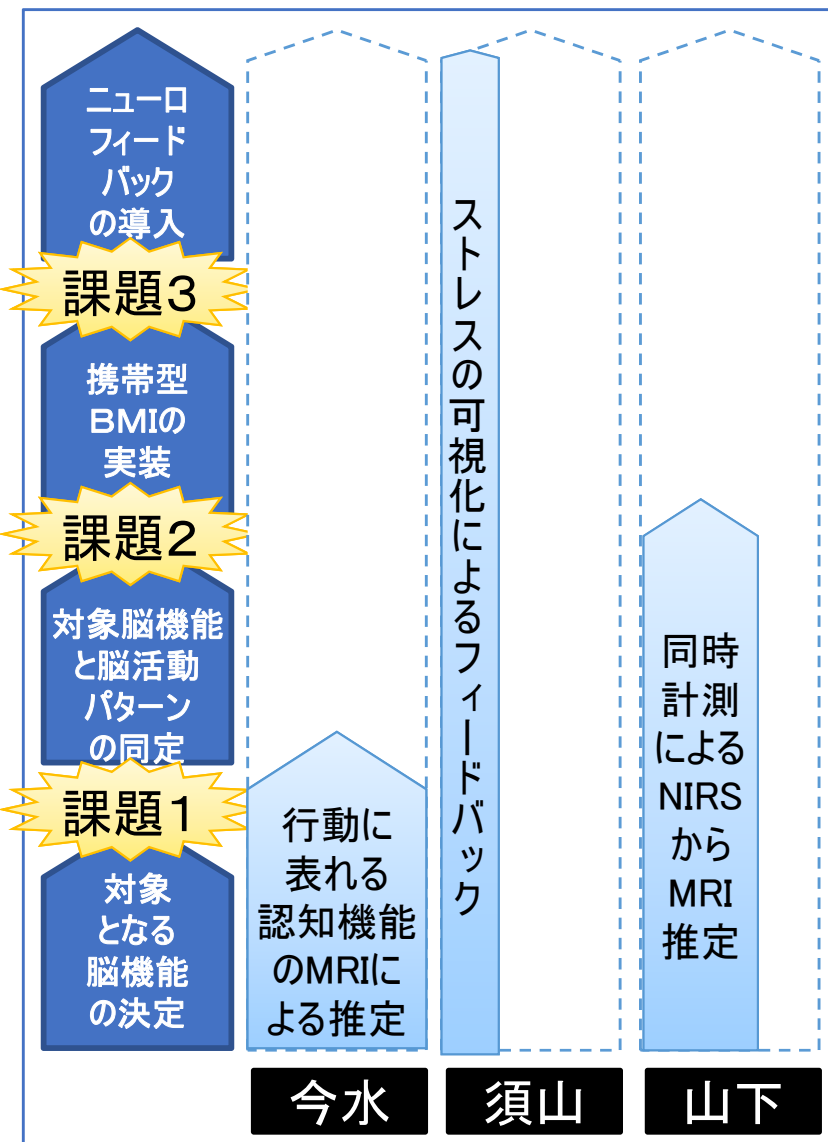 ニューロ
フィード
バック
の導入
課題３
携帯型
BMIの
実装
課題２
対象脳機能
と脳活動
パターン
の同定
課題１
対象
となる
脳機能
の決定
行動に
表れる
認知機能
のMRIに
よる推定
ストレスの可視化によるフィードバック
同時
計測
による
NIRS
から
MRI
推定
今水
須山
山下